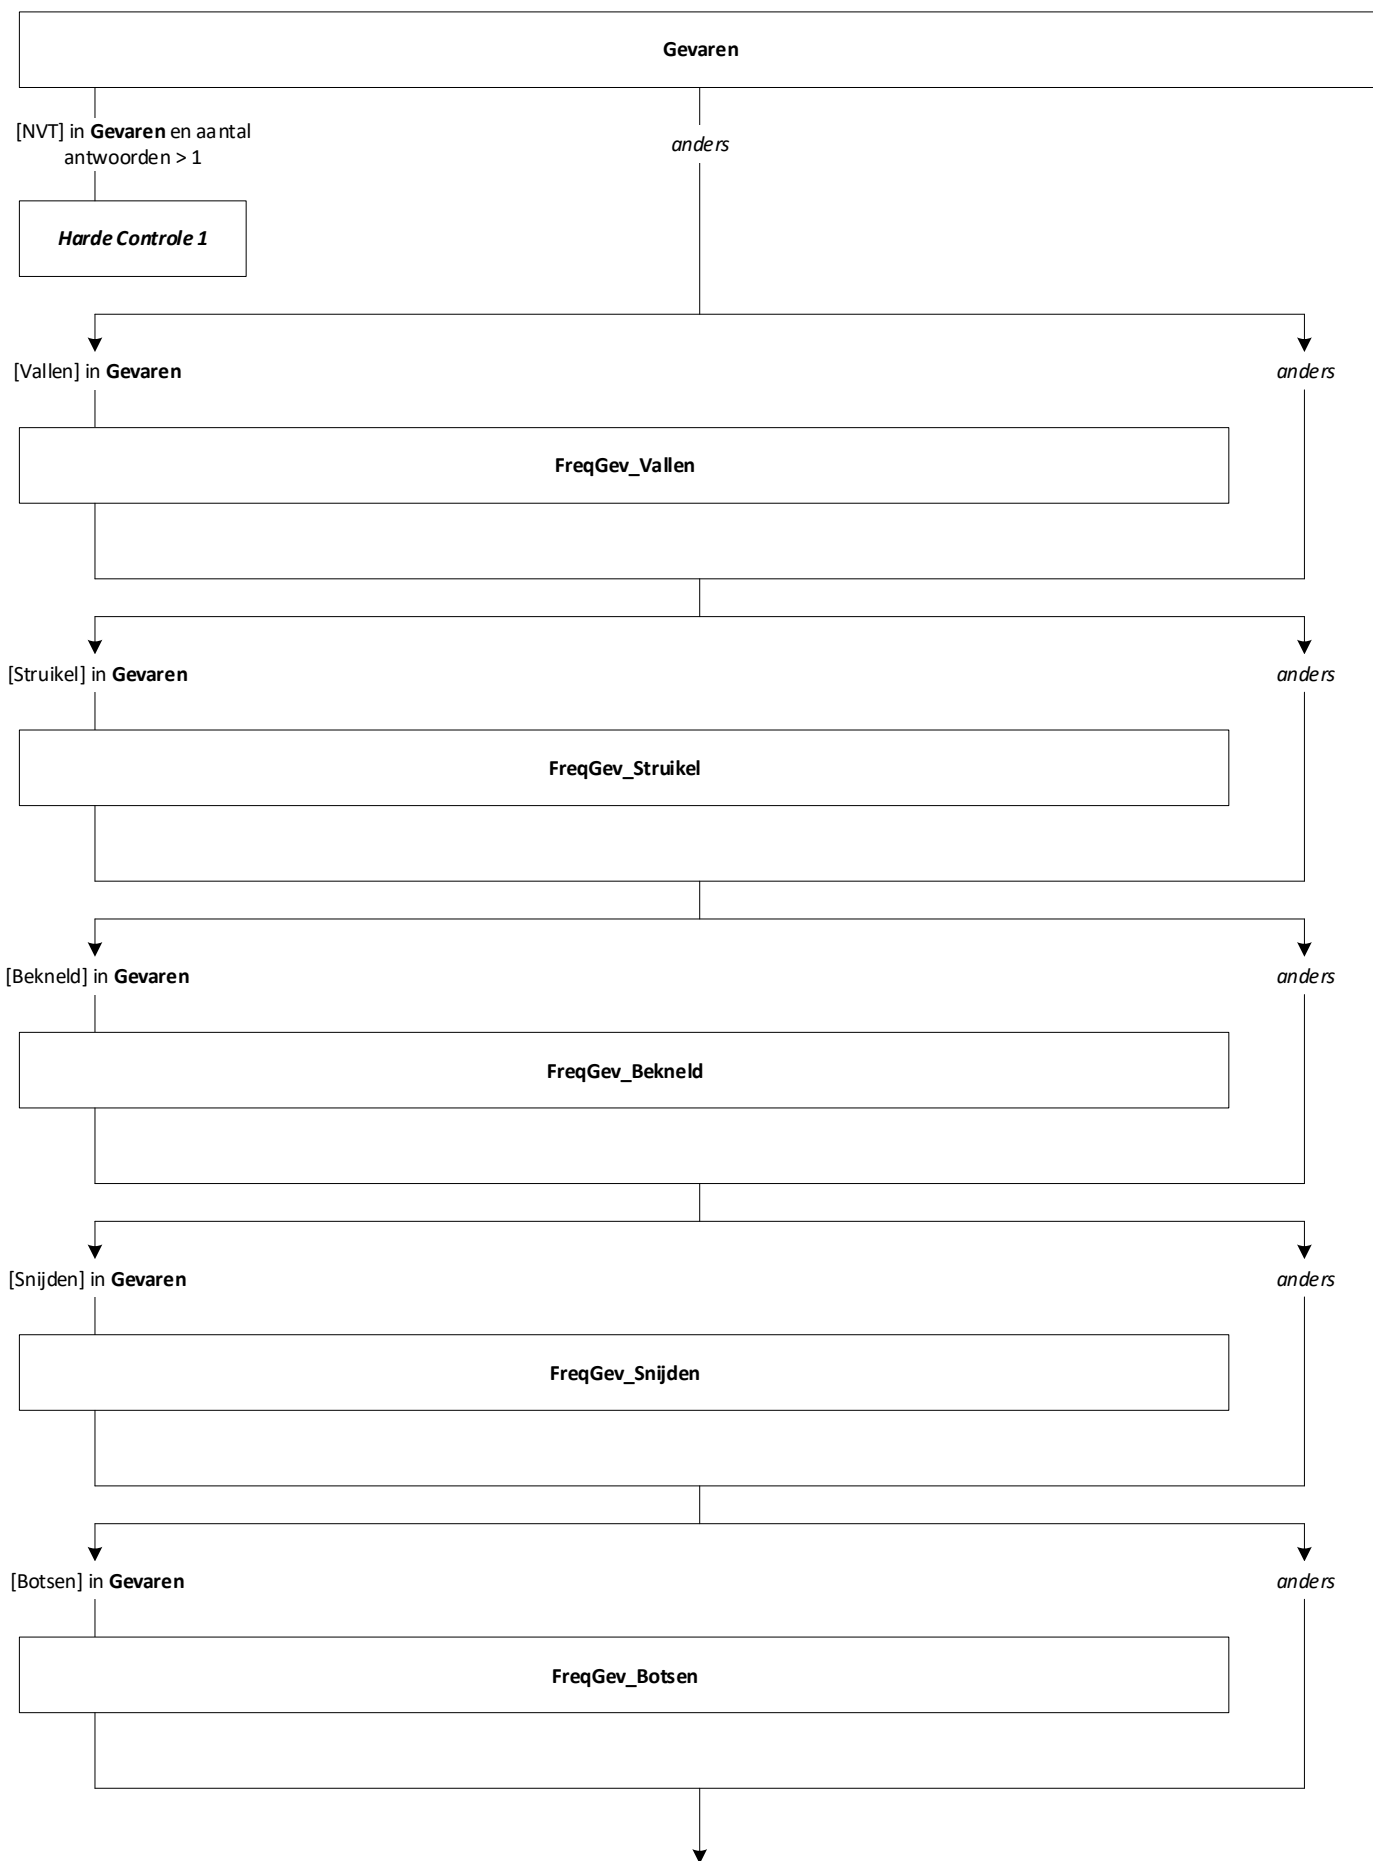 Gevaren
[NVT] in Gevaren en aantal
antwoorden > 1
anders
Harde Controle 1
[Vallen] in Gevaren
anders
FreqGev_Vallen
[Struikel] in Gevaren
anders
FreqGev_Struikel
[Bekneld] in Gevaren
anders
FreqGev_Bekneld
[Snijden] in Gevaren
anders
FreqGev_Snijden
[Botsen] in Gevaren
anders
FreqGev_Botsen